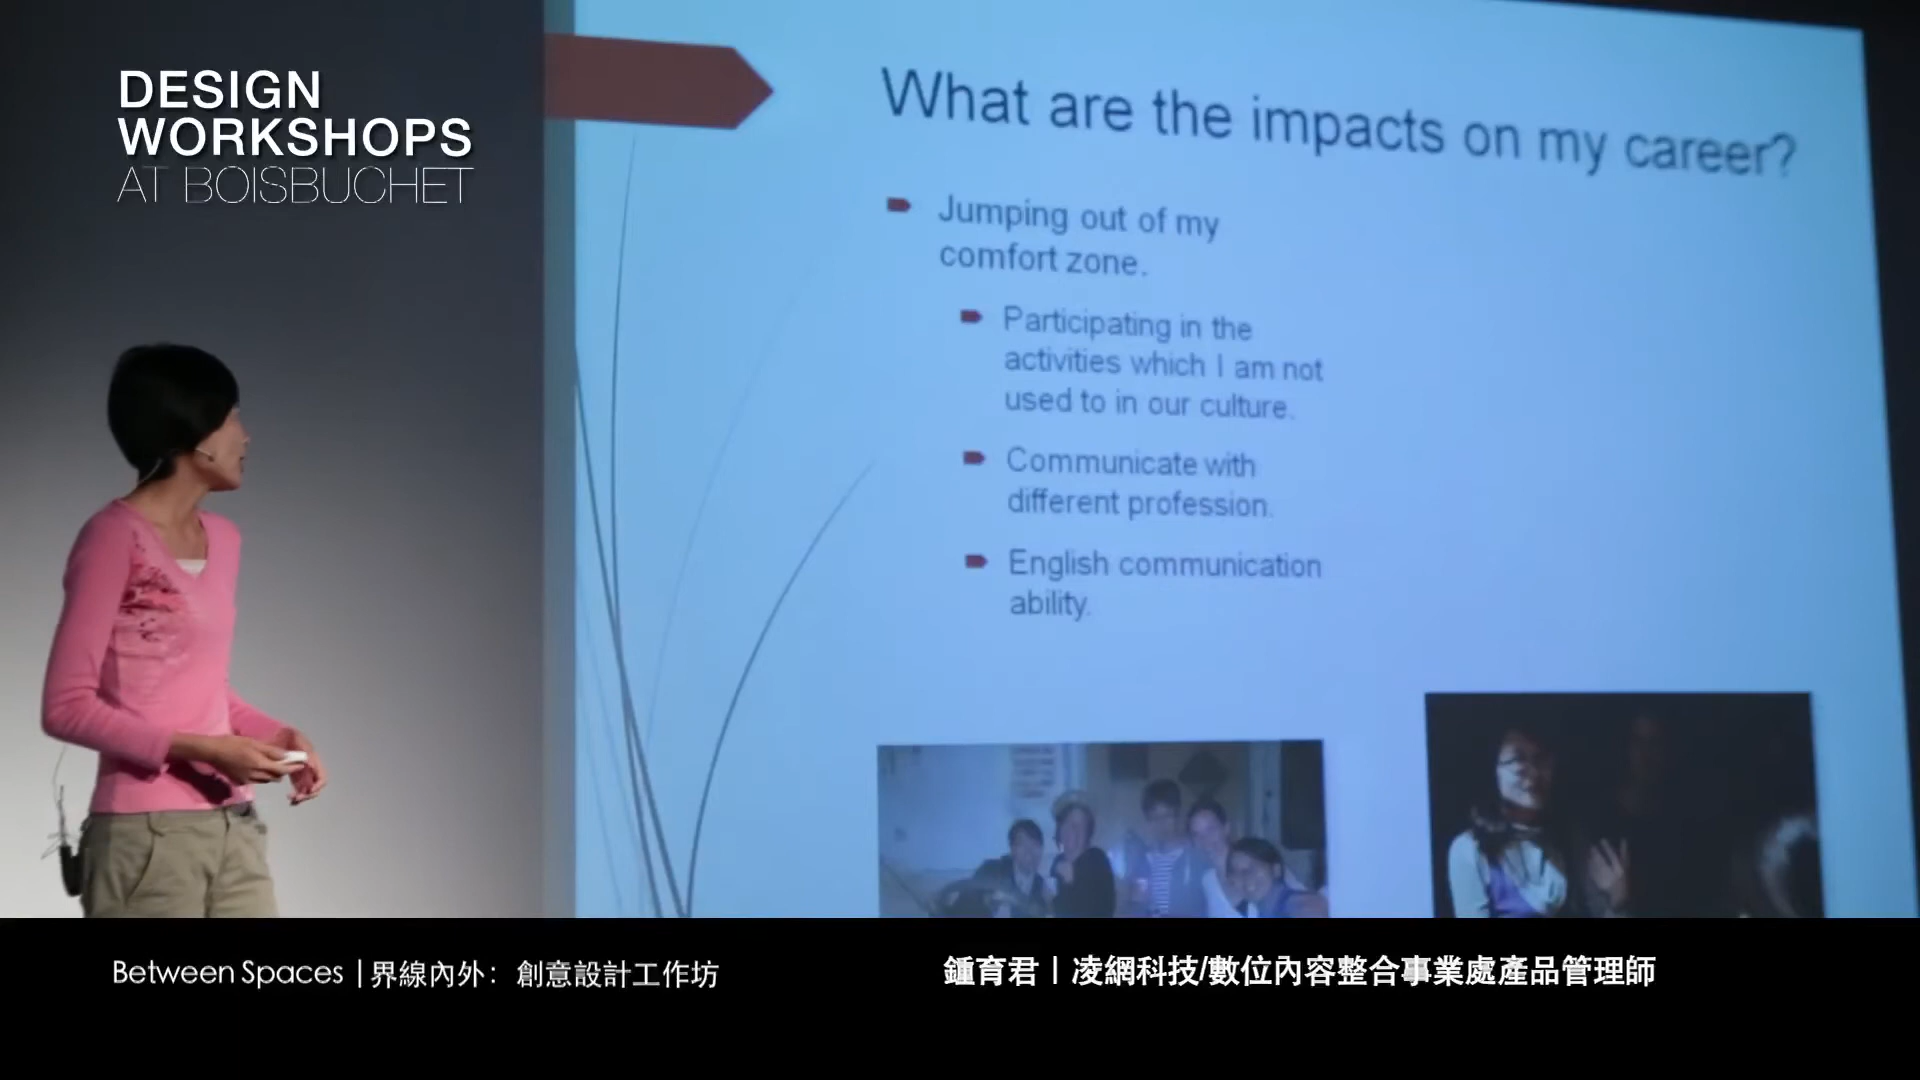 DESIGN
WORKSHOPS
AT BOISBUCHET
What are the impacts on my career?
Jumping out of my
comfort zone.
Participating in the
activities which I am not
used to in our culture.
Communicate with
different profession.
English communication
ability.
Between Spaces | 界線內外：創意設計工作坊
鍾育君 | 凌網科技/數位內容整合事業處產品管理師